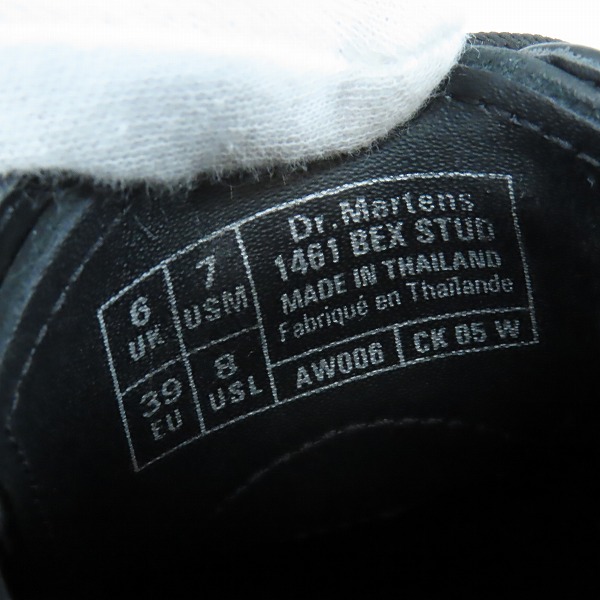 6
UK
7
USM
39
EU
8
USL
Dr. Martens
1461 BEX STUD
MADE IN THAILAND
Fabriqué en Thaïlande
AW006
CK 05 W